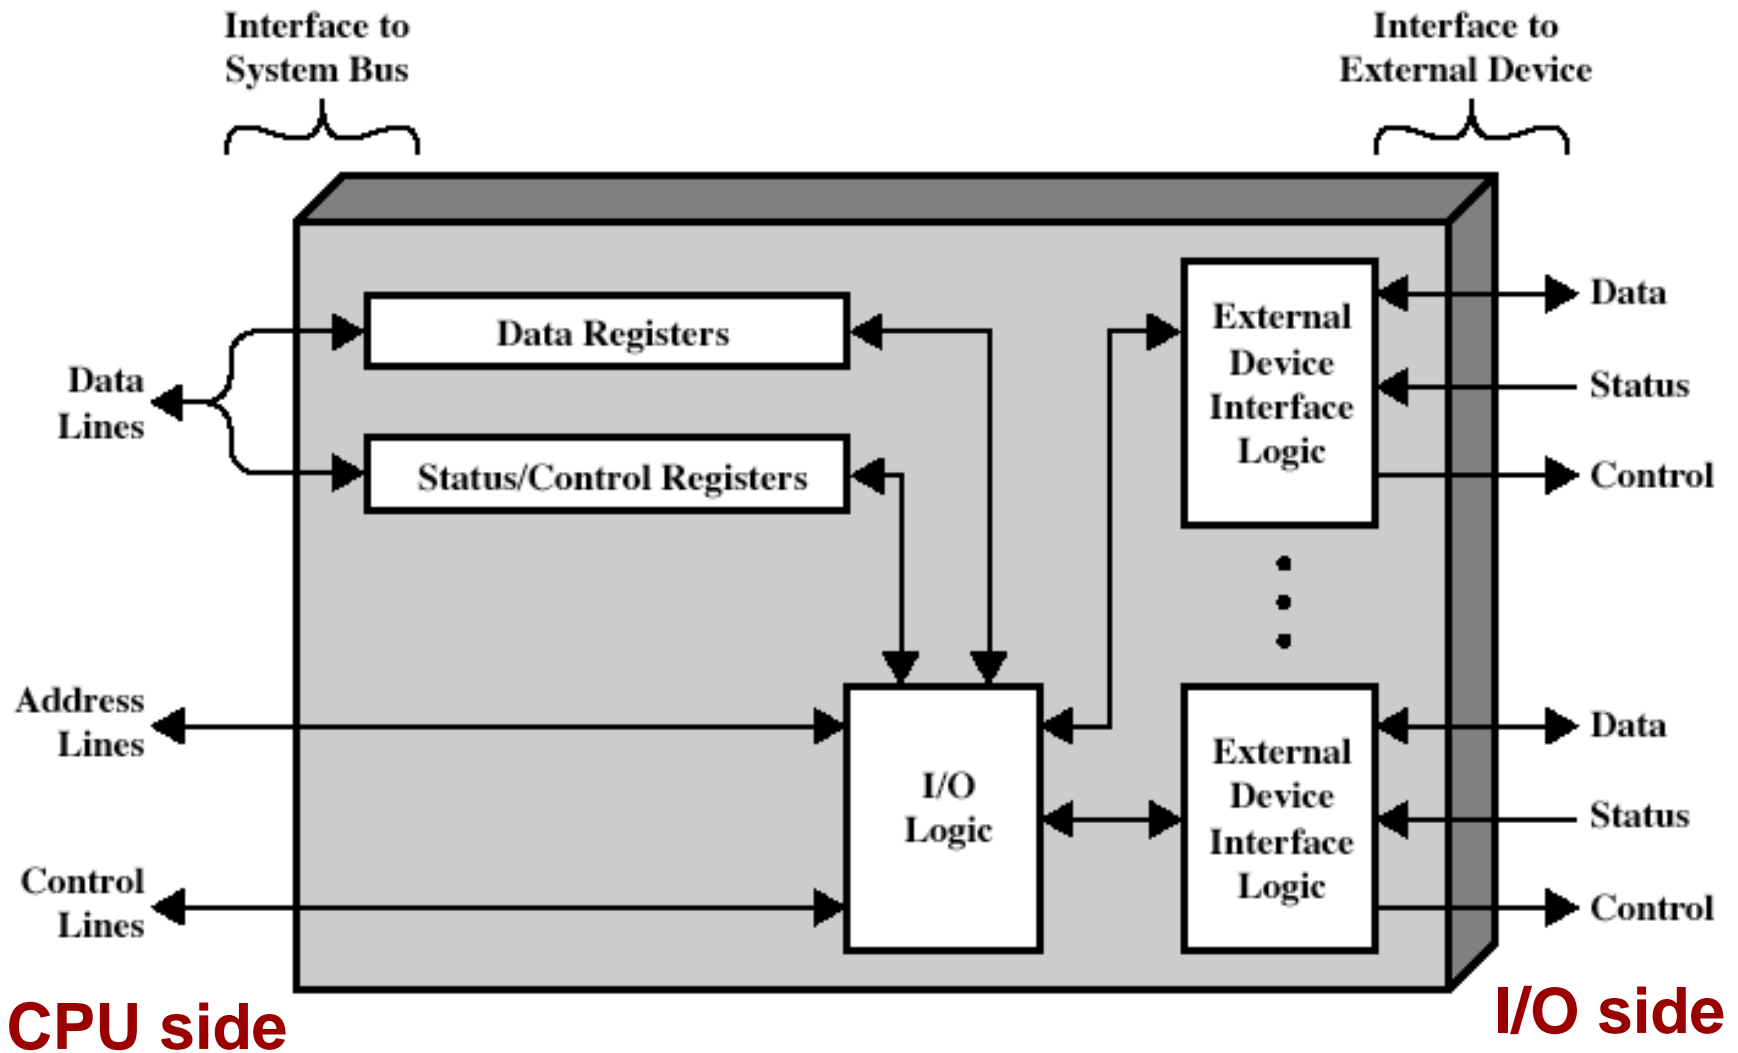 Interface to
System Bus
Interface to
External Device
Data
Lines
Data Registers
Status/Control Registers
External
Device
Interface
Logic
Data
Status
Control
Address
Lines
Control
Lines
I/O
Logic
External
Device
Interface
Logic
Data
Status
Control
CPU side
I/O side